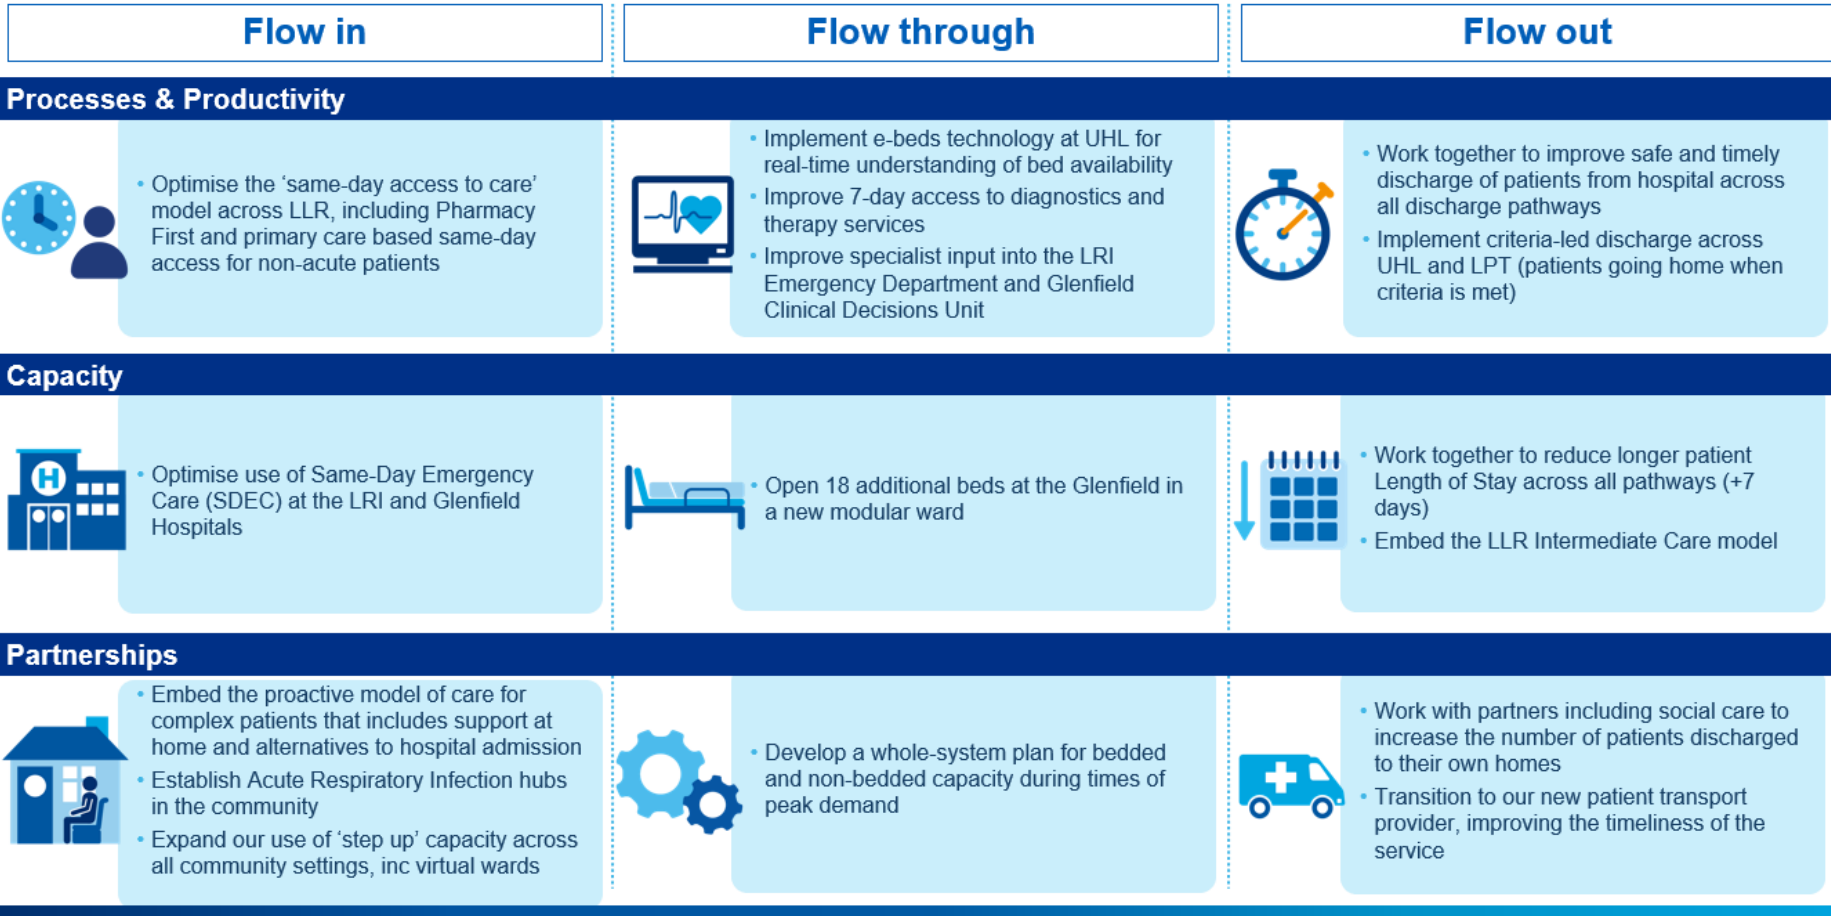 Flow in
Flow through
Flow out
Processes & Productivity
• Optimise the ‘same-day access to care’
model across LLR, including Pharmacy
First and primary care based same-day
access for non-acute patients
• Implement e-beds technology at UHL for
real-time understanding of bed availability
• Improve 7-day access to diagnostics and
therapy services
• Improve specialist input into the LRI
Emergency Department and Glenfield
Clinical Decisions Unit
• Work together to improve safe and timely
discharge of patients from hospital across
all discharge pathways
• Implement criteria-led discharge across
UHL and LPT (patients going home when
criteria is met)
Capacity
H
• Optimise use of Same-Day Emergency
Care (SDEC) at the LRI and Glenfield
Hospitals
• Open 18 additional beds at the Glenfield in
a new modular ward
• Work together to reduce longer patient
Length of Stay across all pathways (+7
days)
• Embed the LLR Intermediate Care model
Partnerships
• Embed the proactive model of care for
complex patients that includes support at
home and alternatives to hospital admission
• Establish Acute Respiratory Infection hubs
in the community
• Expand our use of ‘step up’ capacity across
all community settings, inc virtual wards
• Develop a whole-system plan for bedded
and non-bedded capacity during times of
peak demand
• Work with partners including social care to
increase the number of patients discharged
to their own homes
• Transition to our new patient transport
provider, improving the timeliness of the
service